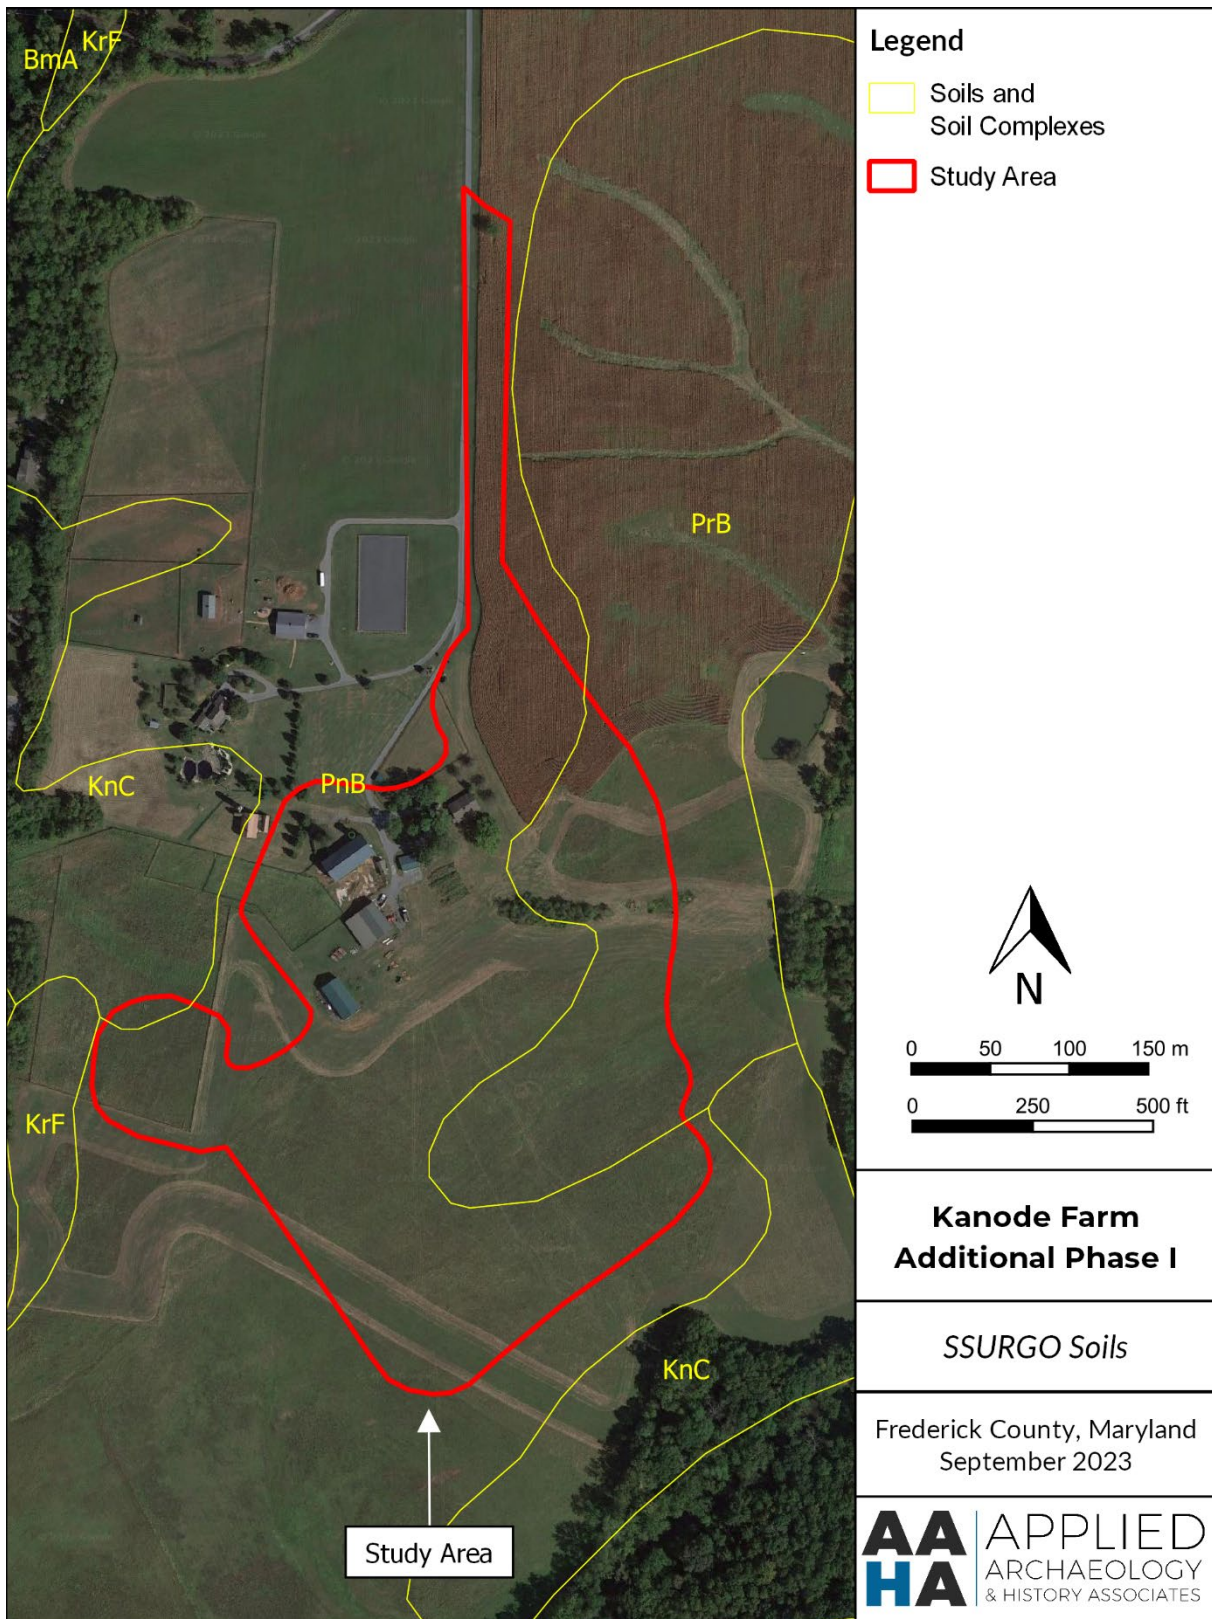 KrF
BmA
PrB
PnB
KnC
KrF
KnC
Study Area
Legend
Soils and
Soil Complexes
Study Area
N
0 50 100 150 m
0 250 500 ft
Kanode Farm
Additional Phase I
SSURGO Soils
Frederick County, Maryland
September 2023
AA
HA
APPLIED
ARCHAEOLOGY
& HISTORY ASSOCIATES